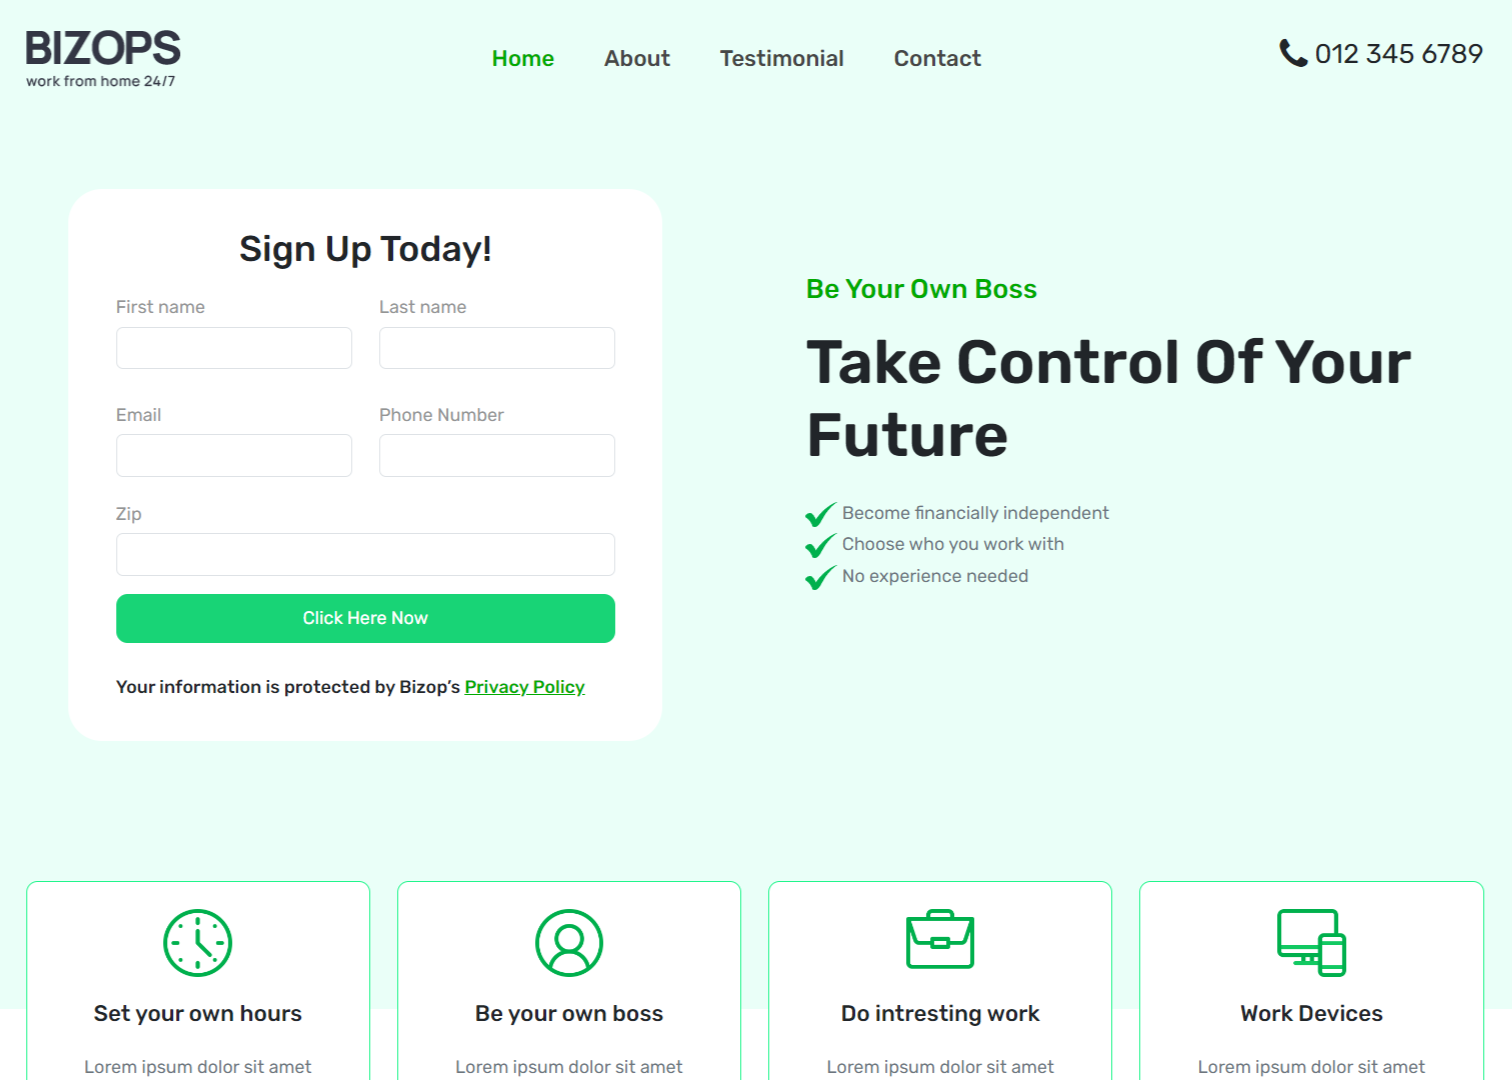 BIZOPS
work from home 24/7
Home
About
Testimonial
Contact
012 345 6789
Sign Up Today!
First name
Last name
Email
Phone Number
Zip
Click Here Now
Your information is protected by Bizop's Privacy Policy
Be Your Own Boss
Take Control Of Your
Future
Become financially independent
Choose who you work with
No experience needed
Set your own hours
Lorem ipsum dolor sit amet
Be your own boss
Lorem ipsum dolor sit amet
Do intresting work
Lorem ipsum dolor sit amet
Work Devices
Lorem ipsum dolor sit amet